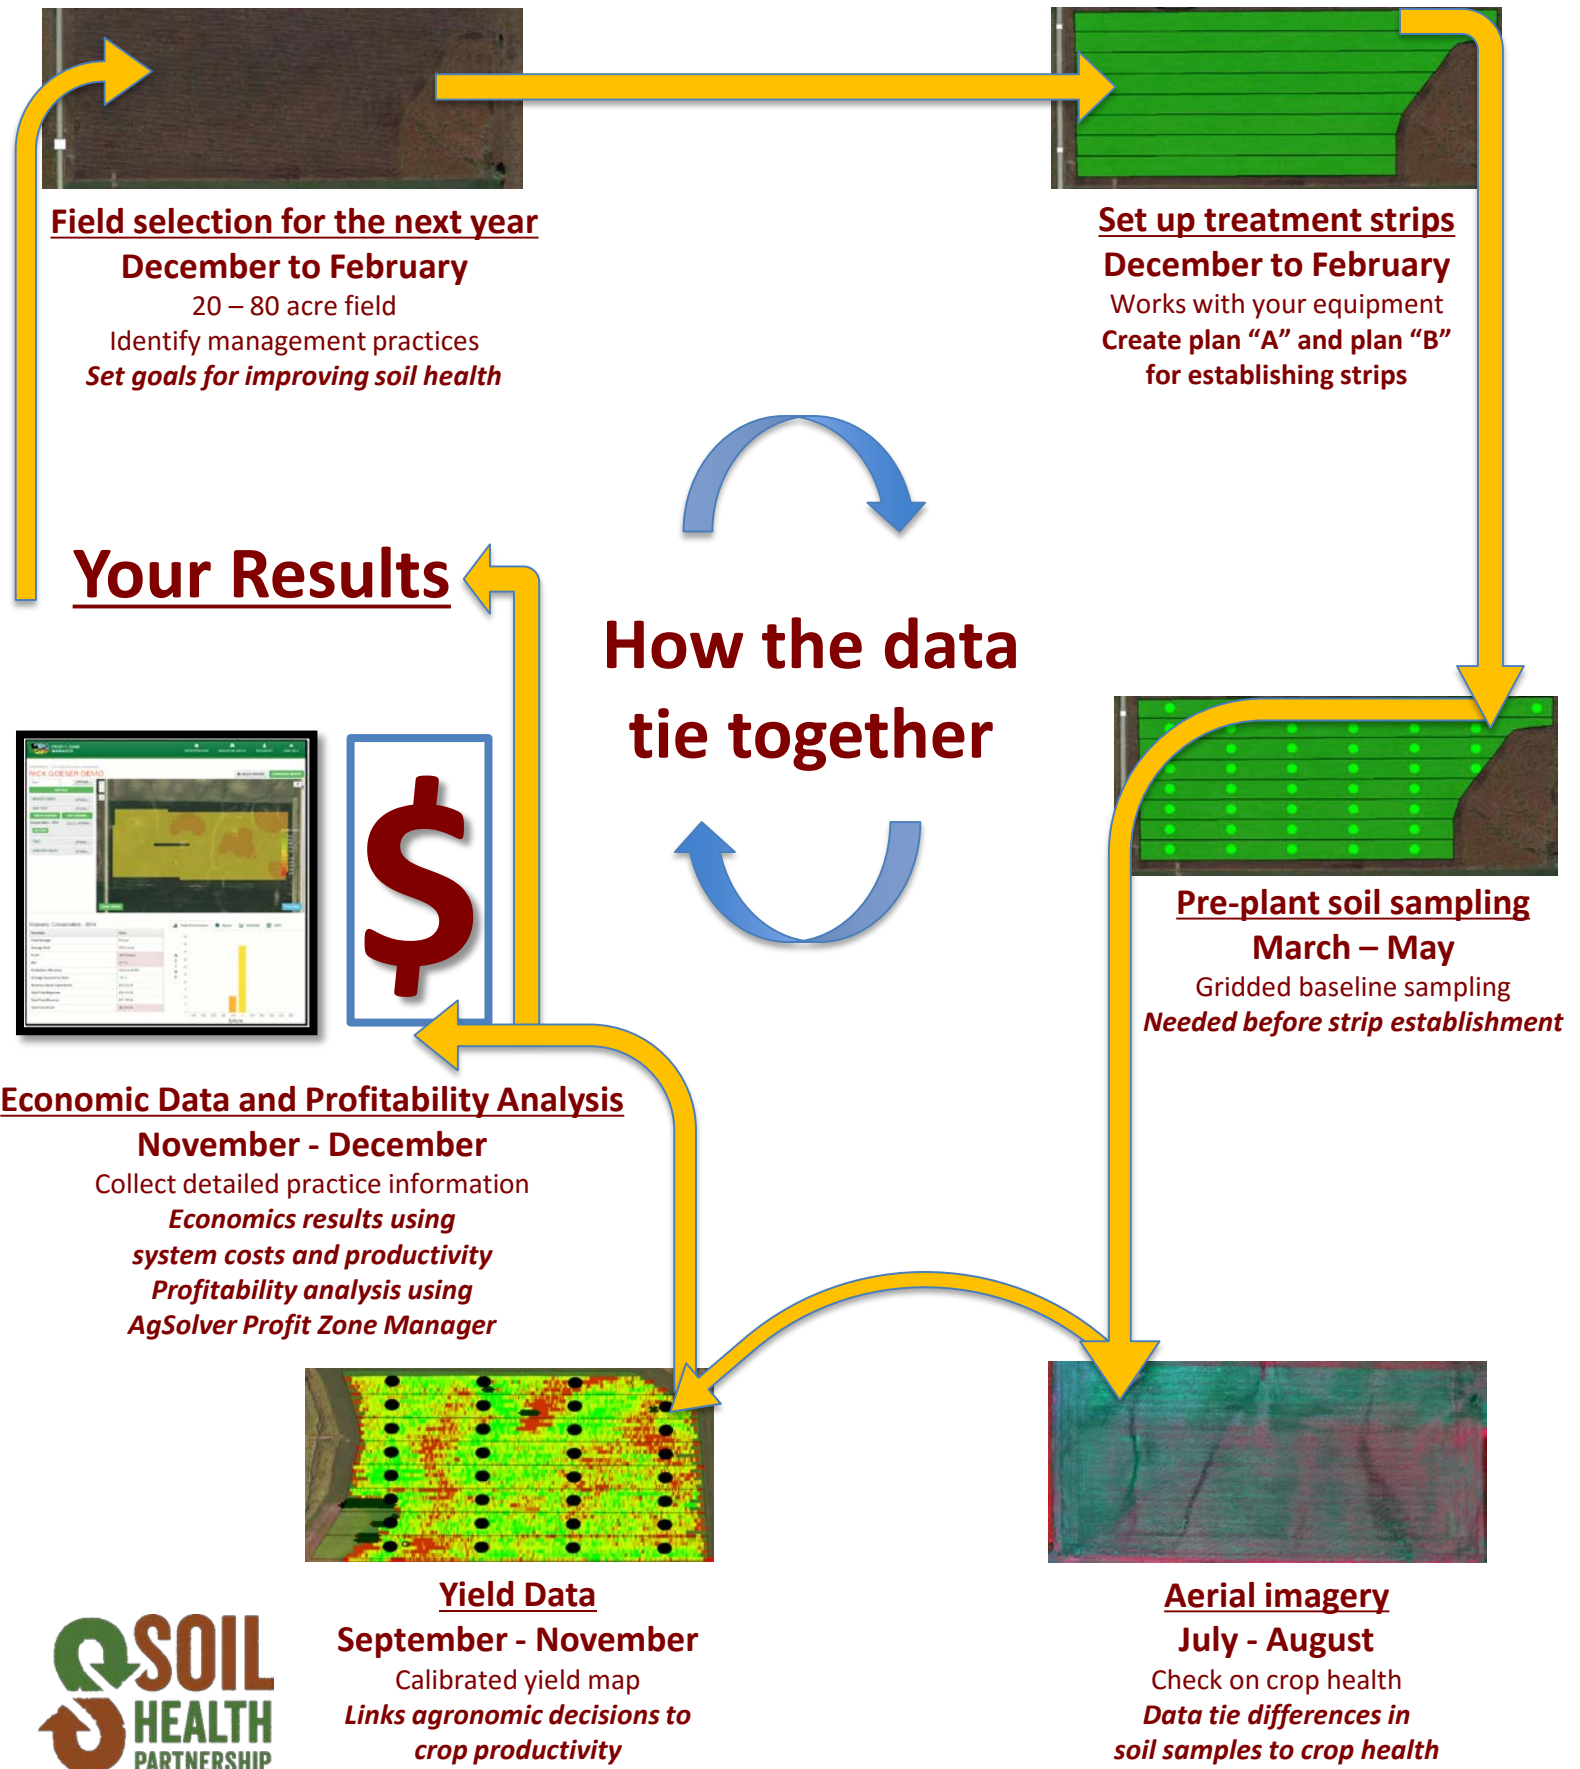 Field selection for the next year
December to February
20 – 80 acre field
Identify management practices
Set goals for improving soil health
Set up treatment strips
December to February
Works with your equipment
Create plan “A” and plan “B”
for establishing strips
Your Results
How the data
tie together
NICK GOESER DEMO
$
Pre-plant soil sampling
March – May
Gridded baseline sampling
Needed before strip establishment
Economic Data and Profitability Analysis
November - December
Collect detailed practice information
Economics results using
system costs and productivity
Profitability analysis using
AgSolver Profit Zone Manager
Yield Data
September - November
Calibrated yield map
Links agronomic decisions to
crop productivity
Aerial imagery
July - August
Check on crop health
Data tie differences in
soil samples to crop health
SOIL
HEALTH
PARTNERSHIP